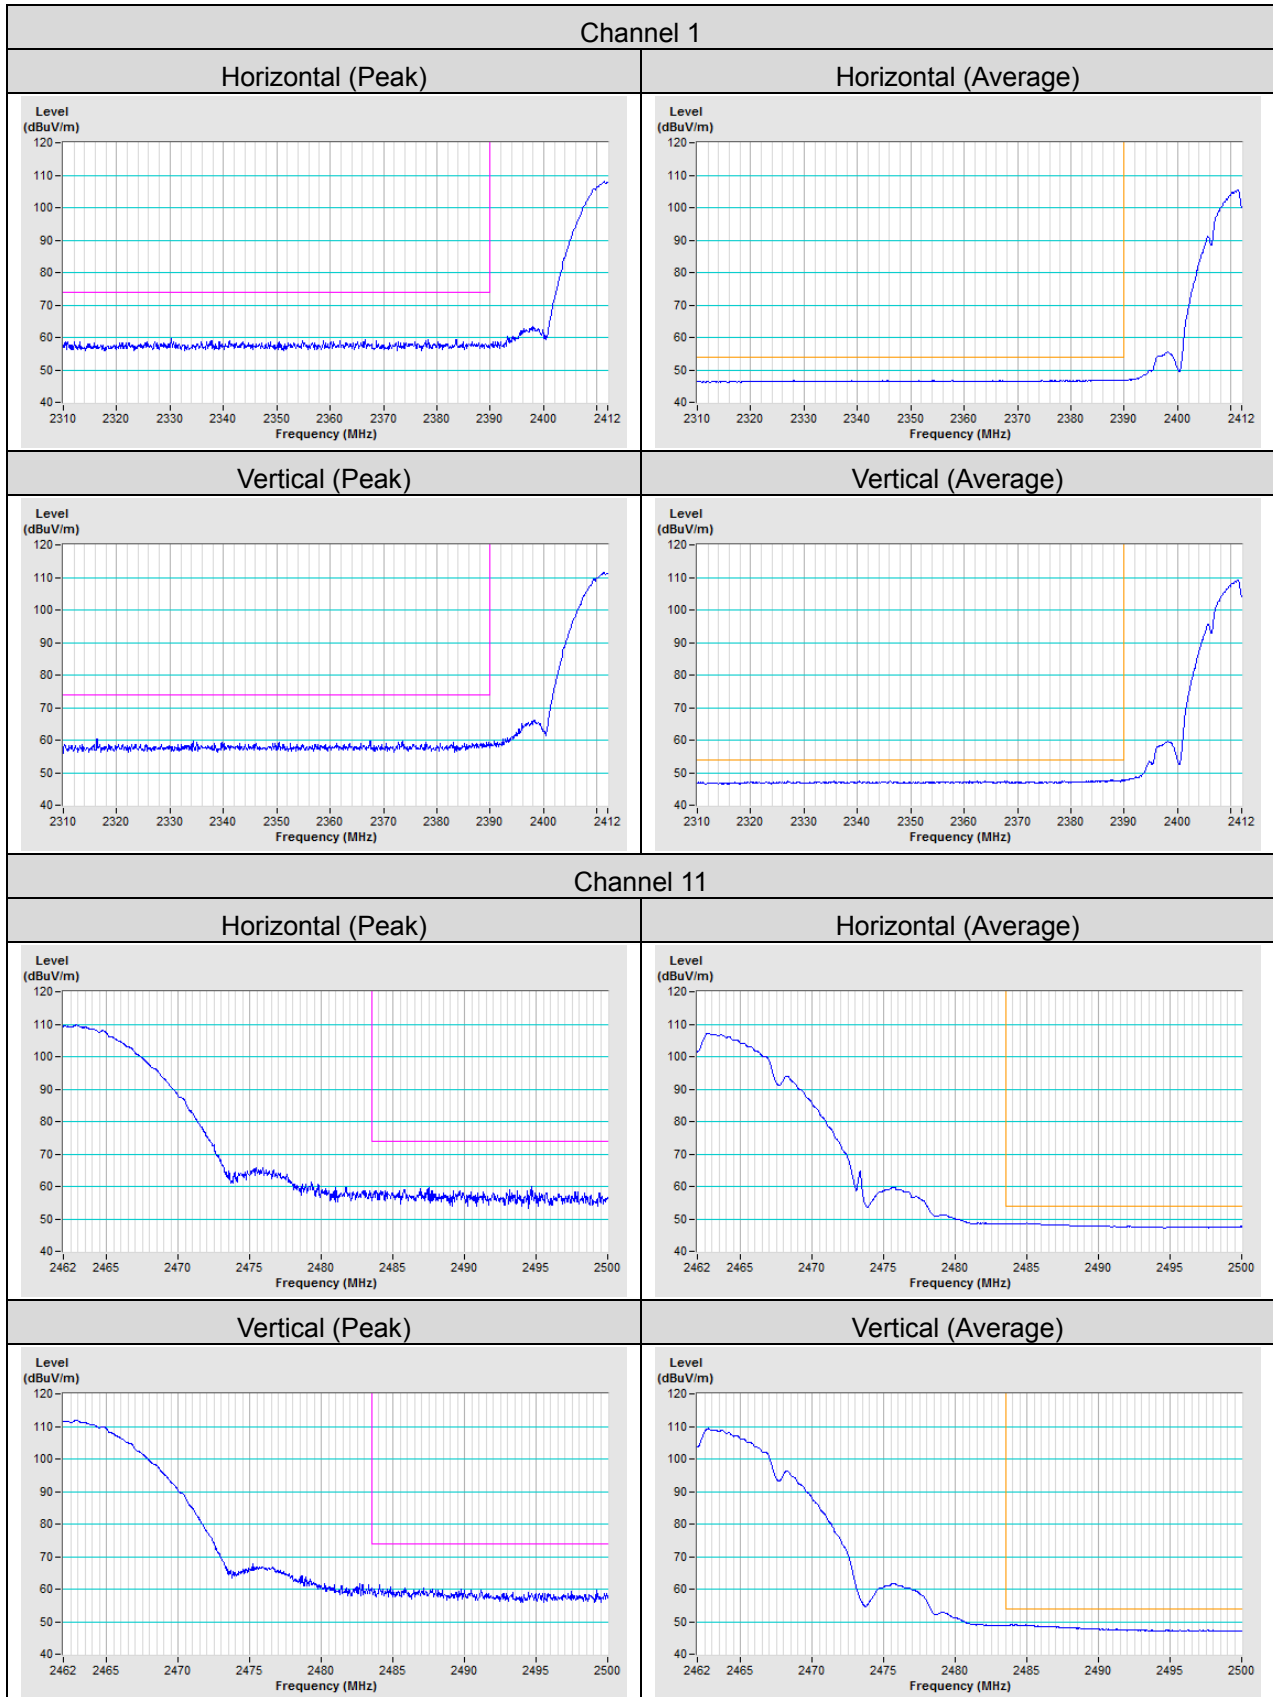 Channel 1
Horizontal (Peak)
Horizontal (Average)
Level
(dBuV/m)
120
110
100
90
80
70
60
50
40
2310 2320 2330 2340 2350 2360 2370 2380 2390 2400 2412
Frequency (MHz)
Level
(dBuV/m)
120
110
100
90
80
70
60
50
40
2310 2320 2330 2340 2350 2360 2370 2380 2390 2400 2412
Frequency (MHz)
Vertical (Peak)
Vertical (Average)
Level
(dBuV/m)
120
110
100
90
80
70
60
50
40
2310 2320 2330 2340 2350 2360 2370 2380 2390 2400 2412
Frequency (MHz)
Level
(dBuV/m)
120
110
100
90
80
70
60
50
40
2310 2320 2330 2340 2350 2360 2370 2380 2390 2400 2412
Frequency (MHz)
Channel 11
Horizontal (Peak)
Horizontal (Average)
Level
(dBuV/m)
120
110
100
90
80
70
60
50
40
2462 2465 2470 2475 2480 2485 2490 2495 2500
Frequency (MHz)
Level
(dBuV/m)
120
110
100
90
80
70
60
50
40
2462 2465 2470 2475 2480 2485 2490 2495 2500
Frequency (MHz)
Vertical (Peak)
Vertical (Average)
Level
(dBuV/m)
120
110
100
90
80
70
60
50
40
2462 2465 2470 2475 2480 2485 2490 2495 2500
Frequency (MHz)
Level
(dBuV/m)
120
110
100
90
80
70
60
50
40
2462 2465 2470 2475 2480 2485 2490 2495 2500
Frequency (MHz)